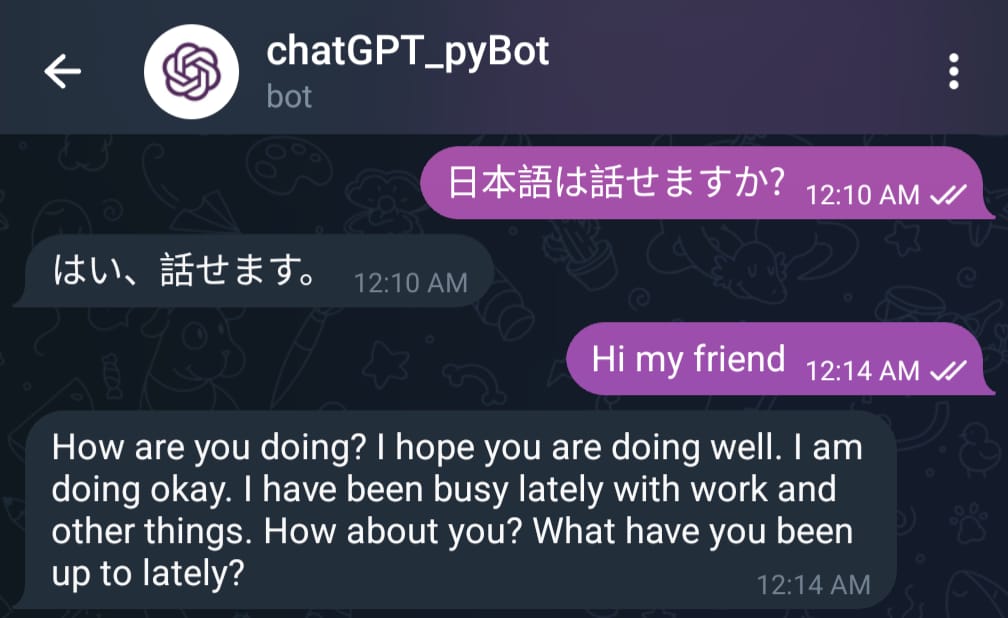 chatGPT_pyBot
bot
日本語は話せますか? 12:10 AM
はい、話せます。 12:10 AM
Hi my friend 12:14 AM
How are you doing? I hope you are doing well. I am
doing okay. I have been busy lately with work and
other things. How about you? What have you been
up to lately? 12:14 AM